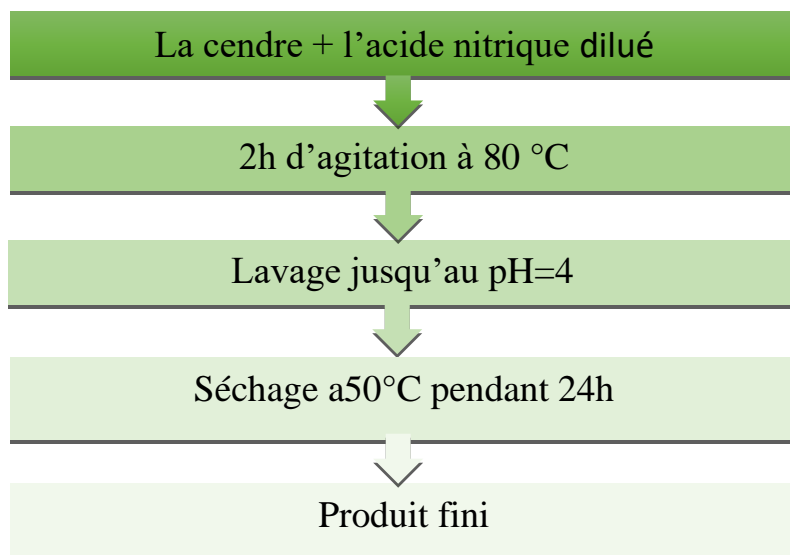 La cendre + l’acide nitrique dilué
2h d’agitation à 80 °C
Lavage jusqu’au pH=4
Séchage a50°C pendant 24h
Produit fini